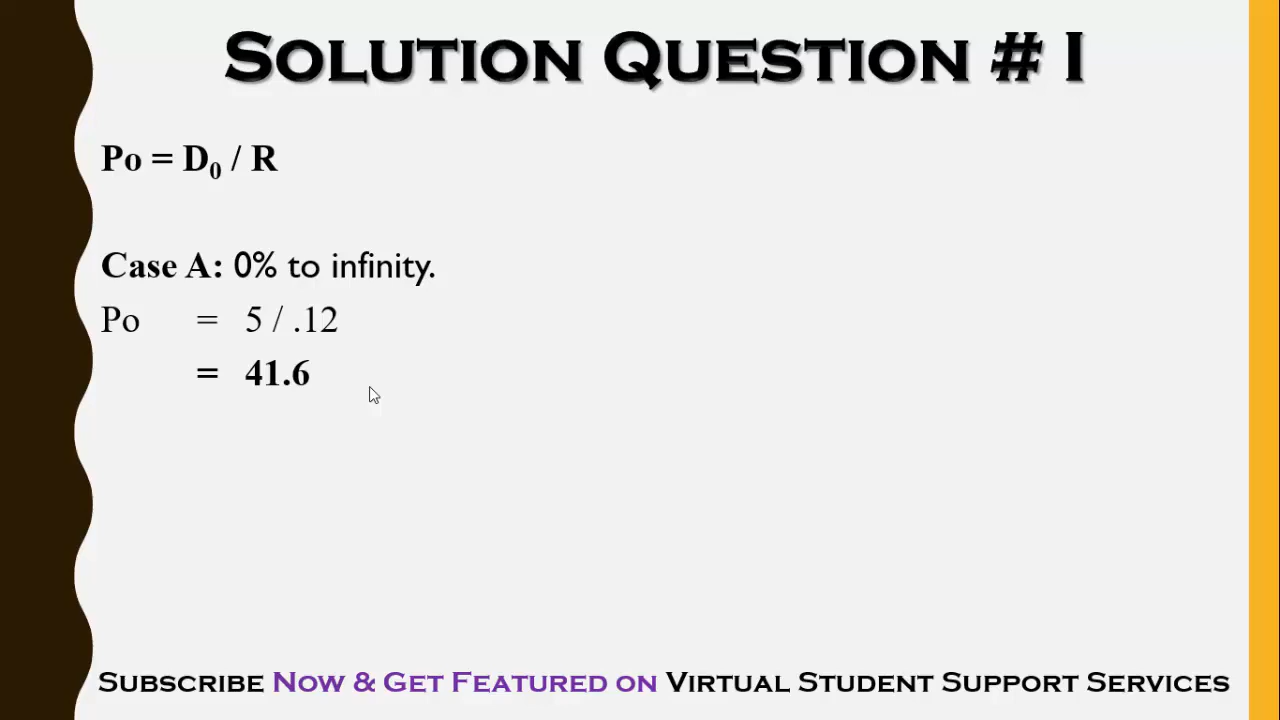 SOLUTION QUESTION # 1
Po = D₀ / R
Case A: 0% to infinity.
Po = 5 / .12
= 41.6
SUBSCRIBE NOW & GET FEATURED ON VIRTUAL STUDENT SUPPORT SERVICES